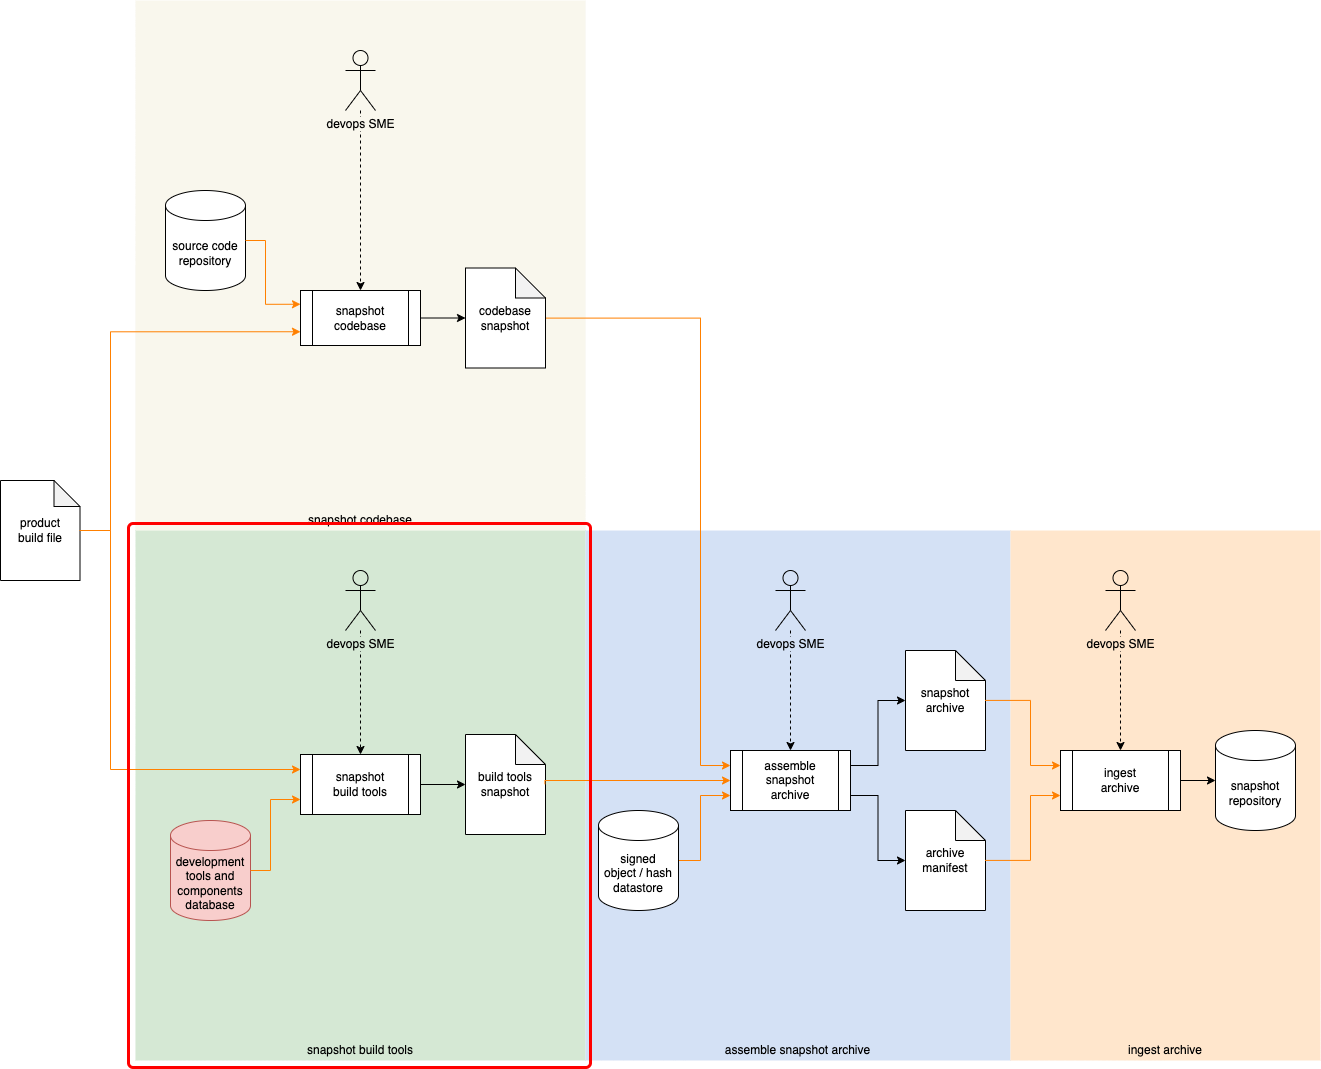 devops SME
source code
repository
snapshot
codebase
codebase
snapshot
snapshot codebase
product
build file
devops SME
snapshot
build tools
build tools
snapshot
development
tools and
components
database
snapshot build tools
devops SME
assemble
snapshot
archive
signed
object / hash
datastore
snapshot
archive
archive
manifest
assemble snapshot archive
devops SME
ingest
archive
snapshot
repository
ingest archive